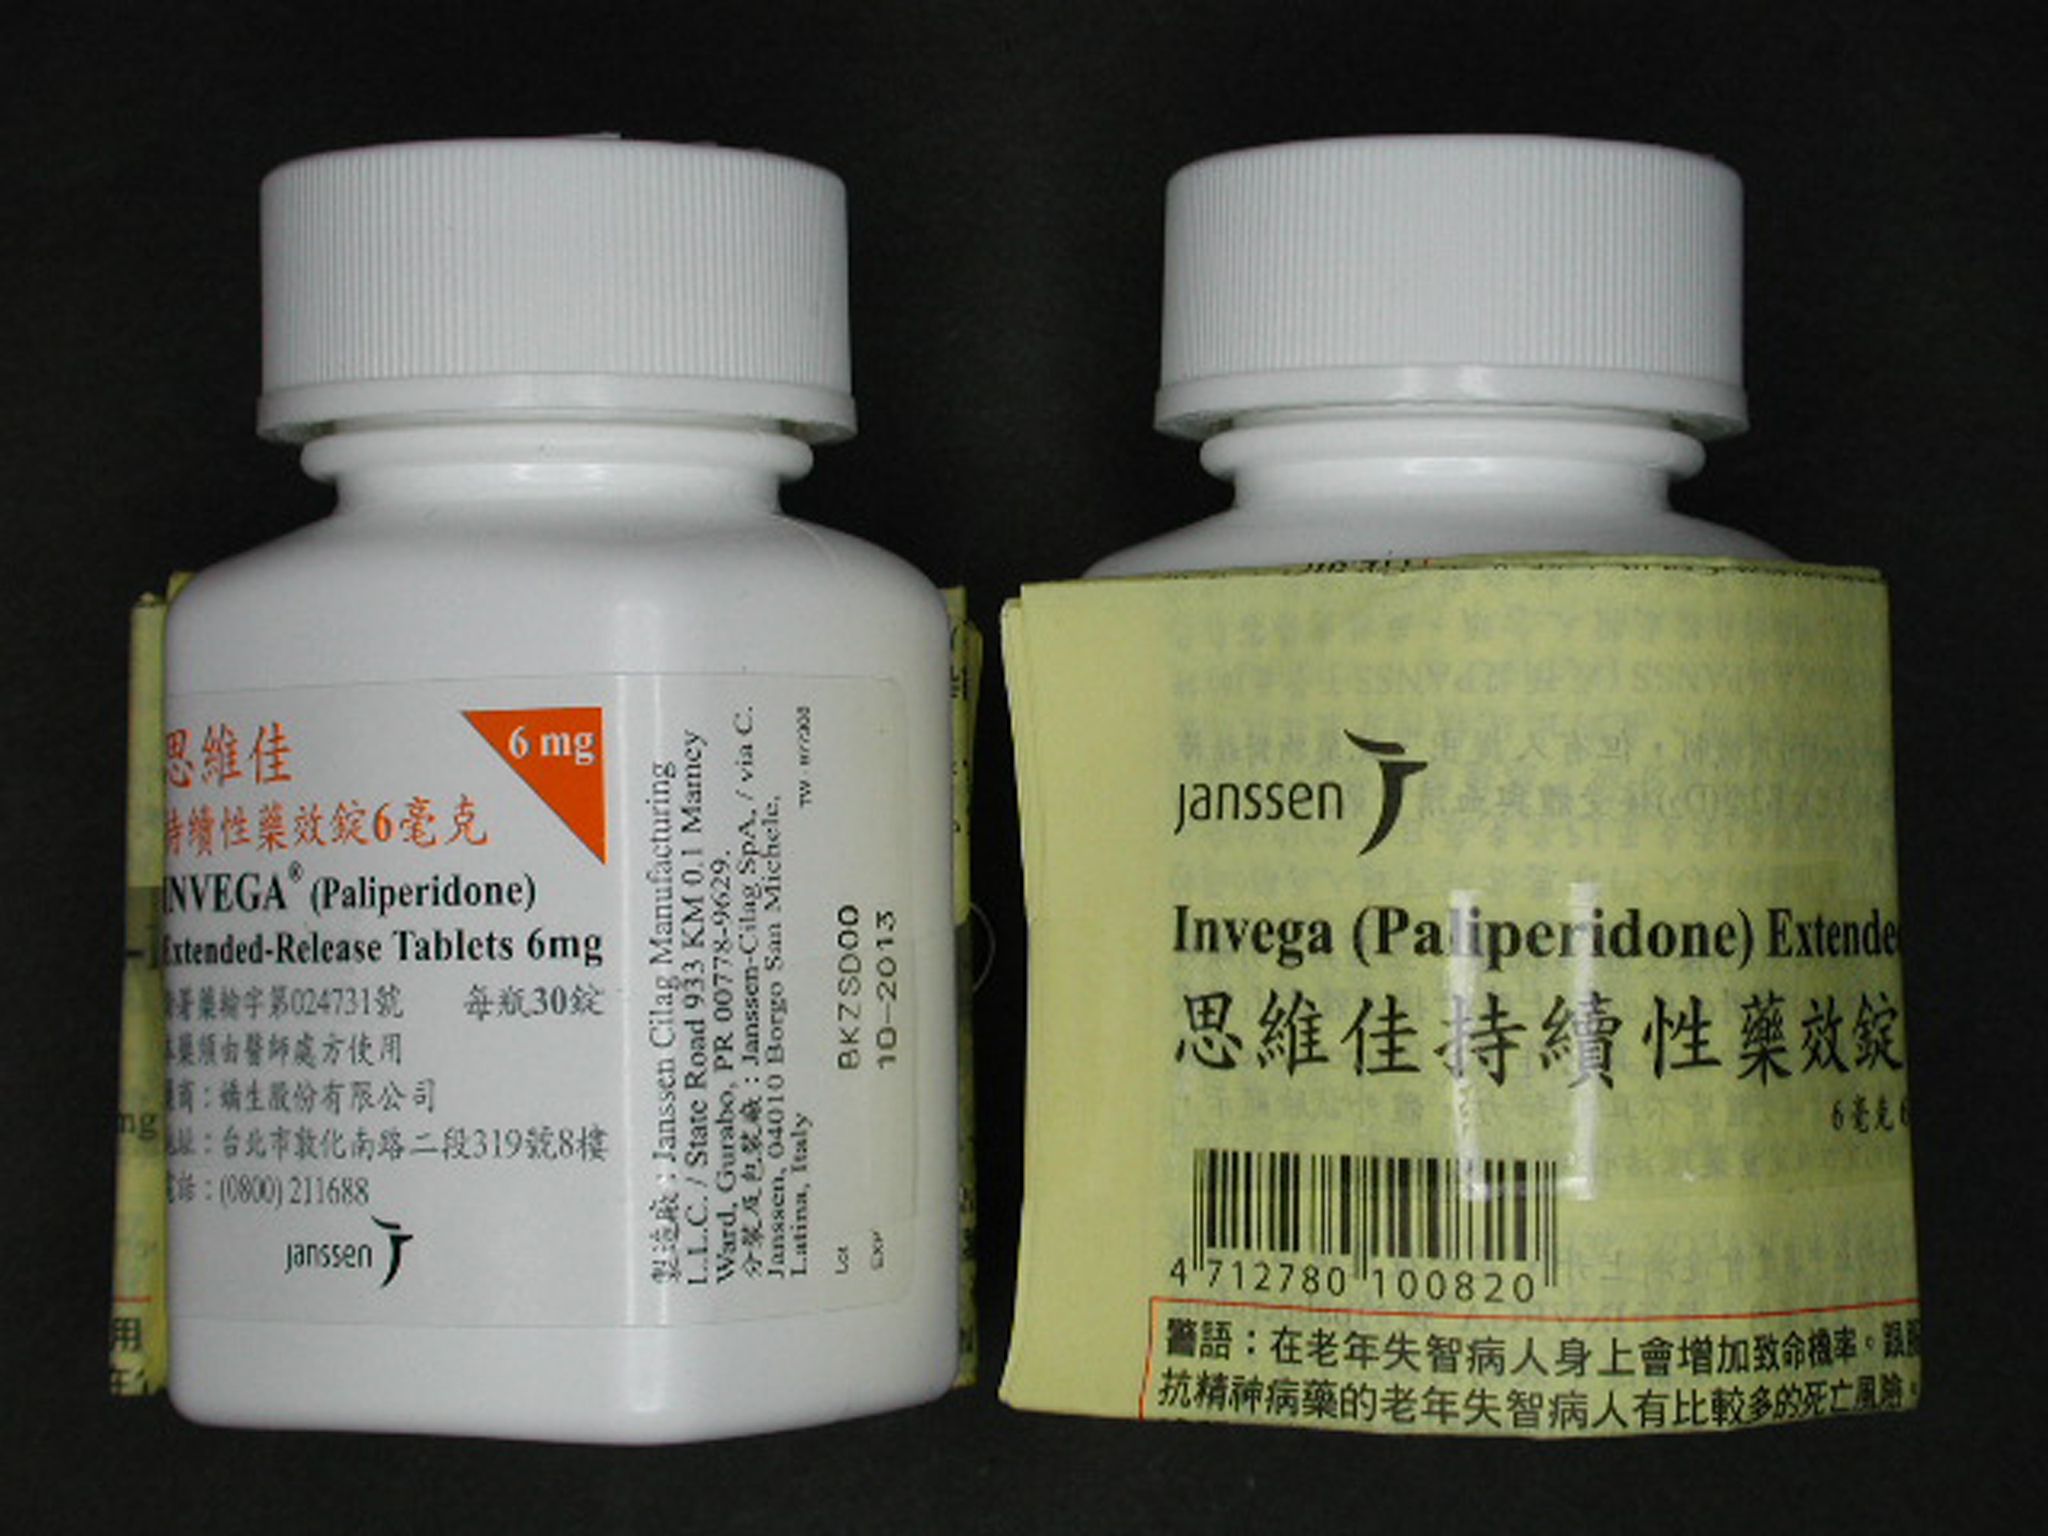 思維佳
持續性藥效錠6毫克
6 mg
INVEGA® (Paliperidone)
Extended-Release Tablets 6mg
衛署藥輸字第024731號 每瓶30錠
本藥須由醫師處方使用
藥商：嬌生股份有限公司
地址：台北市敦化南路二段319號8樓
電話：(0800) 211688
janssen
製造廠：Janssen Cilag Manufacturing
L.L.C. / State Road 933 KM 0.1 Mamey
Ward, Gurabo, PR 00778-9629.
分裝及包裝廠：Janssen-Cilag SpA, / via C.
Janssen, 04010 Borgo San Michele,
Latina, Italy
Lot BKZSD00
EXP 10-2013
mg
用
janssen
Invega (Paliperidone) Extended
思維佳持續性藥效錠
6毫克
4 712780 100820
警語：在老年失智病人身上會增加致命機率。跟服
抗精神病藥的老年失智病人有比較多的死亡風險。